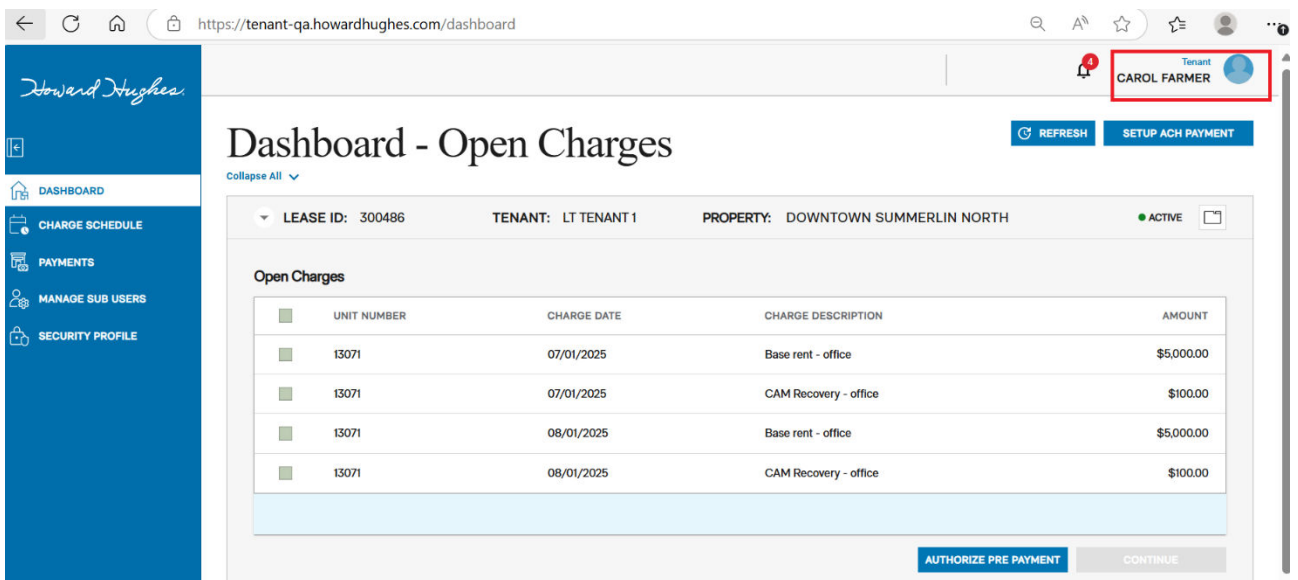 https://tenant-qa.howardhughes.com/dashboard
Howard Hughes.
4
Tenant
CAROL FARMER
Dashboard - Open Charges
REFRESH
SETUP ACH PAYMENT
Collapse All
DASHBOARD
CHARGE SCHEDULE
PAYMENTS
MANAGE SUB USERS
SECURITY PROFILE
LEASE ID: 300486 TENANT: LT TENANT 1 PROPERTY: DOWNTOWN SUMMERLIN NORTH ACTIVE
Open Charges
UNIT NUMBER CHARGE DATE CHARGE DESCRIPTION AMOUNT
13071 07/01/2025 Base rent - office $5,000.00
13071 07/01/2025 CAM Recovery - office $100.00
13071 08/01/2025 Base rent - office $5,000.00
13071 08/01/2025 CAM Recovery - office $100.00
AUTHORIZE PRE PAYMENT CONTINUE